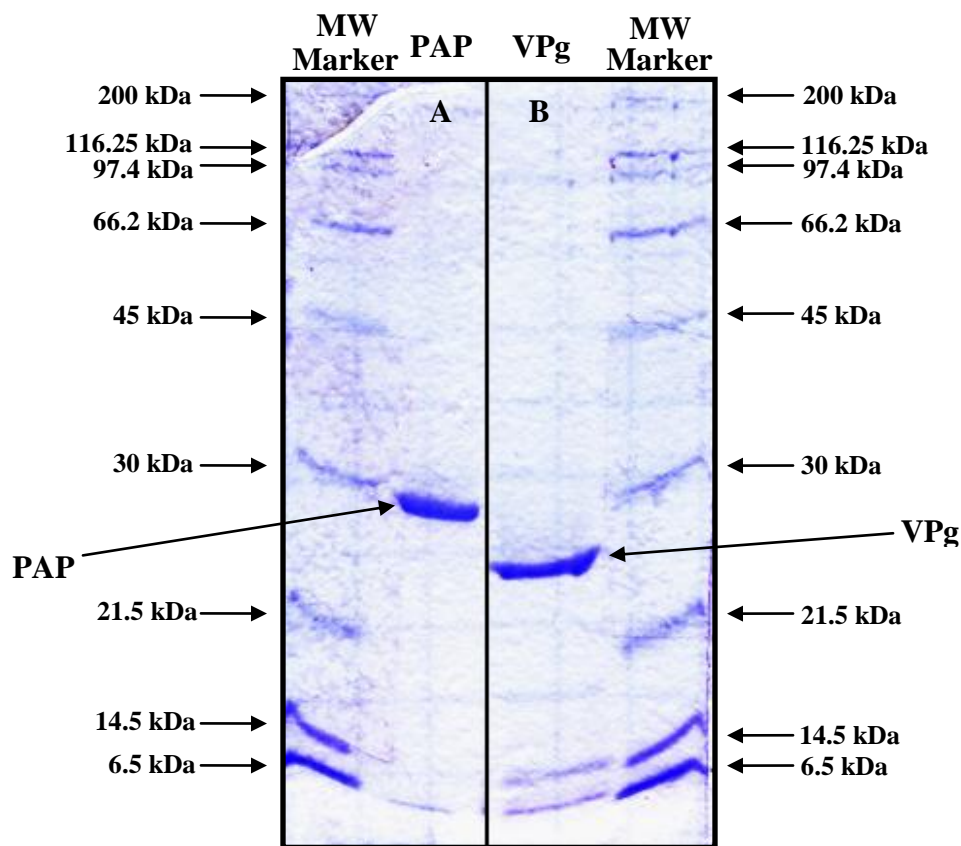 MW Marker
PAP
VPg
MW Marker
A
B
200 kDa
116.25 kDa
97.4 kDa
66.2 kDa
45 kDa
30 kDa
PAP
21.5 kDa
14.5 kDa
6.5 kDa
200 kDa
116.25 kDa
97.4 kDa
66.2 kDa
45 kDa
30 kDa
VPg
21.5 kDa
14.5 kDa
6.5 kDa